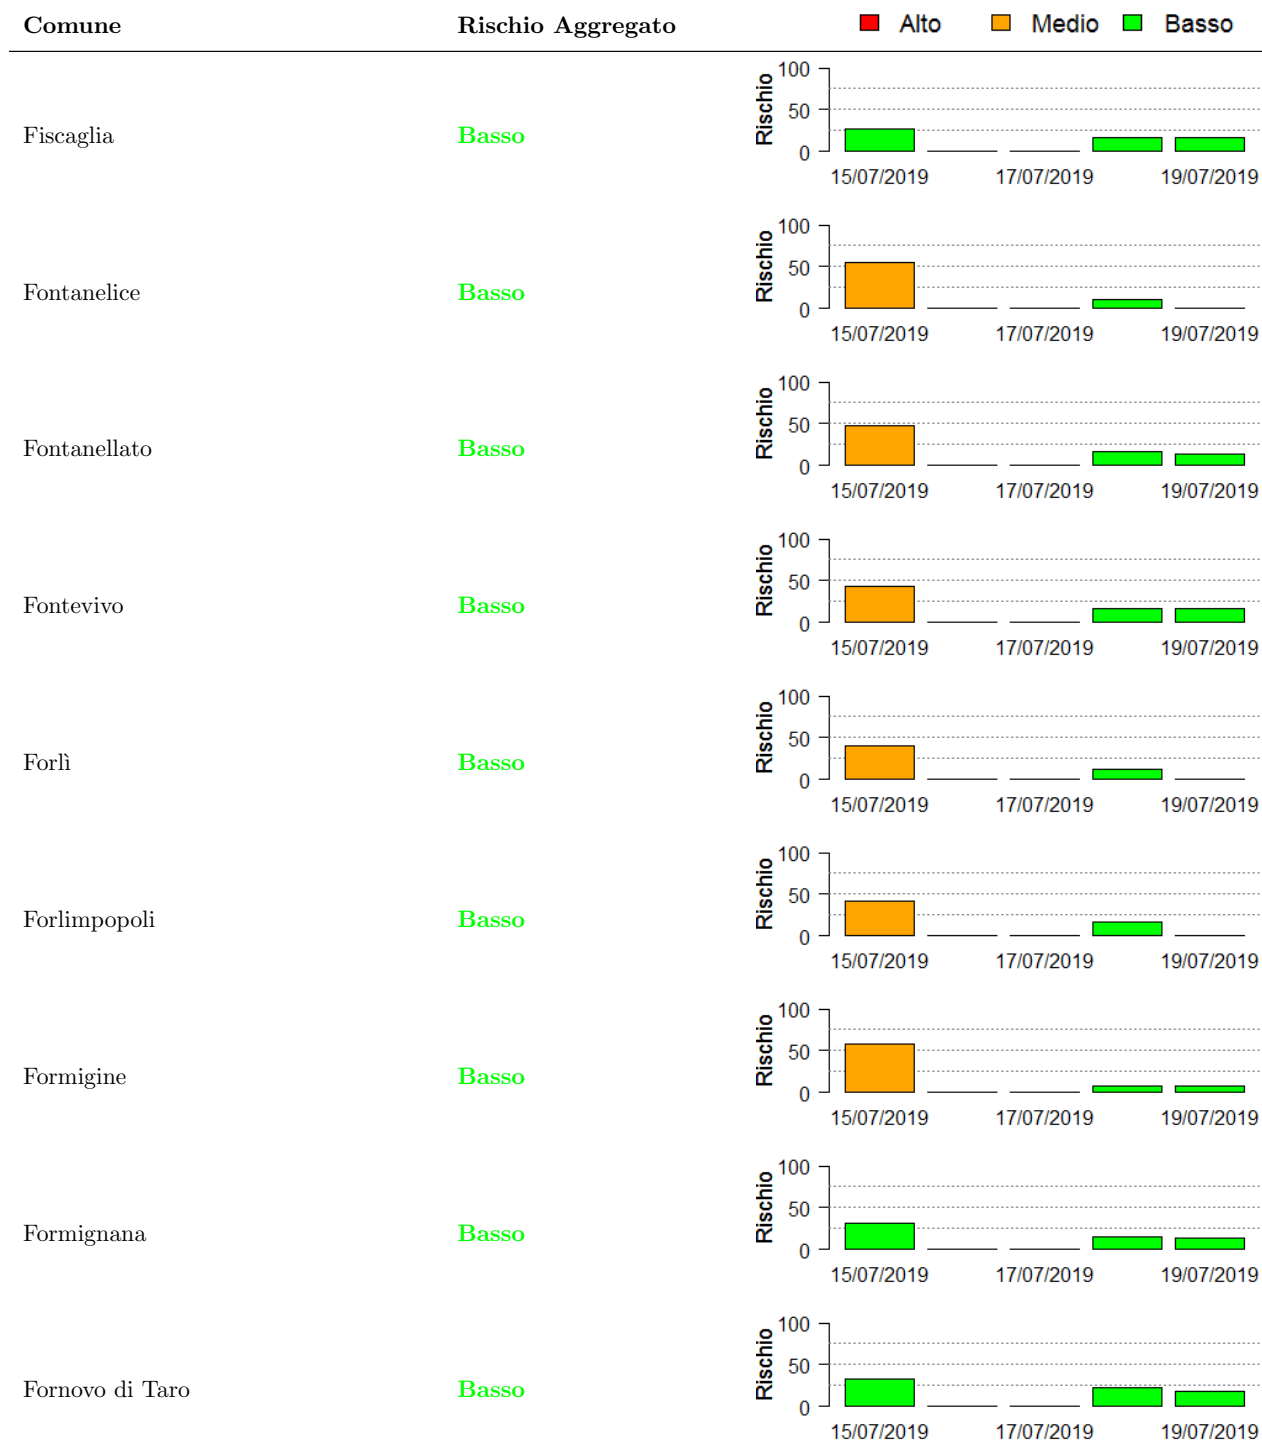 Comune Rischio Aggregato Alto Medio Basso
100
50
0
Rischio
Fiscaglia Basso
15/07/2019 17/07/2019 19/07/2019
100
50
0
Rischio
Fontanelice Basso
15/07/2019 17/07/2019 19/07/2019
100
50
0
Rischio
Fontanellato Basso
15/07/2019 17/07/2019 19/07/2019
100
50
0
Rischio
Fontevivo Basso
15/07/2019 17/07/2019 19/07/2019
100
50
0
Rischio
Forlì Basso
15/07/2019 17/07/2019 19/07/2019
100
50
0
Rischio
Forlimpopoli Basso
15/07/2019 17/07/2019 19/07/2019
100
50
0
Rischio
Formigine Basso
15/07/2019 17/07/2019 19/07/2019
100
50
0
Rischio
Formignana Basso
15/07/2019 17/07/2019 19/07/2019
100
50
0
Rischio
Fornovo di Taro Basso
15/07/2019 17/07/2019 19/07/2019